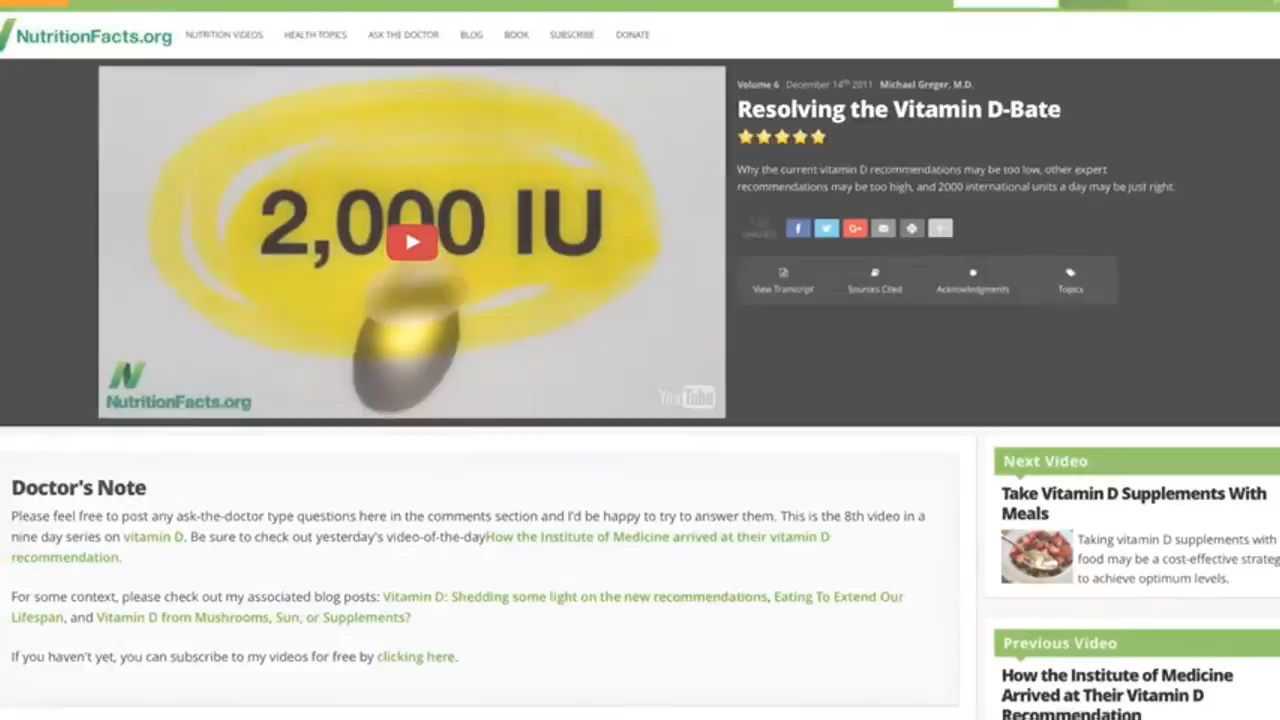 NutritionFacts.org
NUTRITION VIDEOS HEALTH TOPICS ASK THE DOCTOR BLOG BOOK SUBSCRIBE DONATE
2,000 IU
NutritionFacts.org
YouTube
Volume 6 · December 14th 2011 · Michael Greger, M.D.
Resolving the Vitamin D-Bate
Why the current vitamin D recommendations may be too low, other expert
recommendations may be too high, and 2000 international units a day may be just right.
View Transcript Sources Cited Acknowledgments Topics
Doctor's Note
Please feel free to post any ask-the-doctor type questions here in the comments section and I'd be happy to try to answer them. This is the 8th video in a
nine day series on vitamin D. Be sure to check out yesterday's video-of-the-dayHow the Institute of Medicine arrived at their vitamin D
recommendation.
For some context, please check out my associated blog posts: Vitamin D: Shedding some light on the new recommendations, Eating To Extend Our
Lifespan, and Vitamin D from Mushrooms, Sun, or Supplements?
If you haven't yet, you can subscribe to my videos for free by clicking here.
Next Video
Take Vitamin D Supplements With
Meals
Taking vitamin D supplements with
food may be a cost-effective strateg
to achieve optimum levels.
Previous Video
How the Institute of Medicine
Arrived at Their Vitamin D
Recommendation